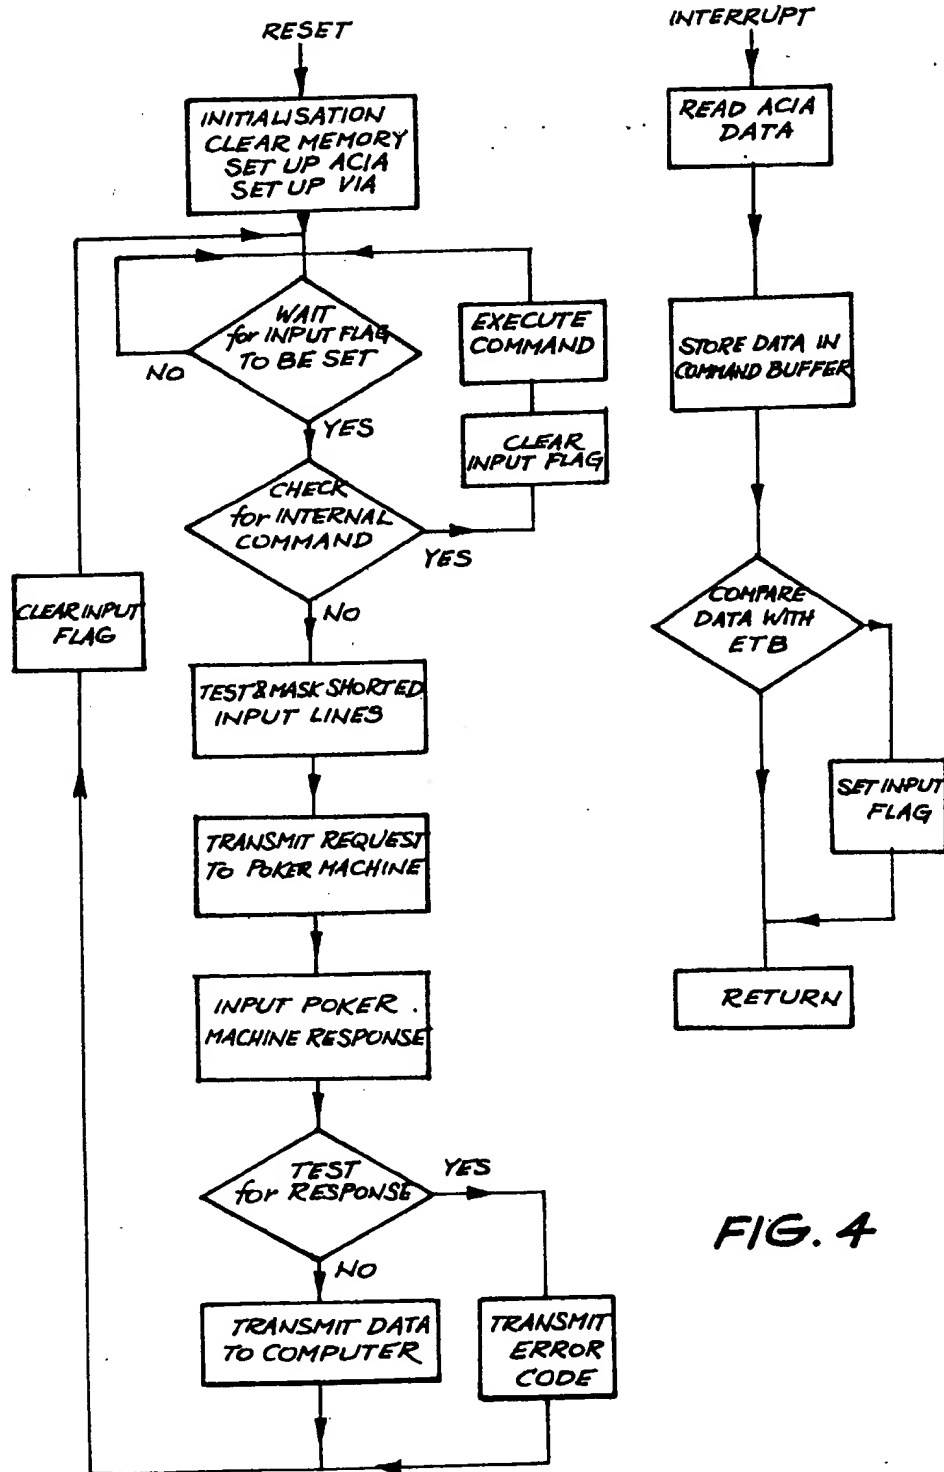 RESET
INITIALISATION
CLEAR MEMORY
SET UP ACIA
SET UP VIA
WAIT
for INPUT FLAG
TO BE SET
NO
YES
EXECUTE
COMMAND
CLEAR
INPUT FLAG
CHECK
for INTERNAL
COMMAND
YES
NO
CLEAR INPUT
FLAG
TEST & MASK SHORTED
INPUT LINES
TRANSMIT REQUEST
TO POKER MACHINE
INPUT POKER
MACHINE RESPONSE
TEST
for RESPONSE
YES
NO
TRANSMIT DATA
TO COMPUTER
TRANSMIT
ERROR
CODE
INTERRUPT
READ ACIA
DATA
STORE DATA IN
COMMAND BUFFER
COMPARE
DATA WITH
ETB
SET INPUT
FLAG
RETURN
FIG. 4